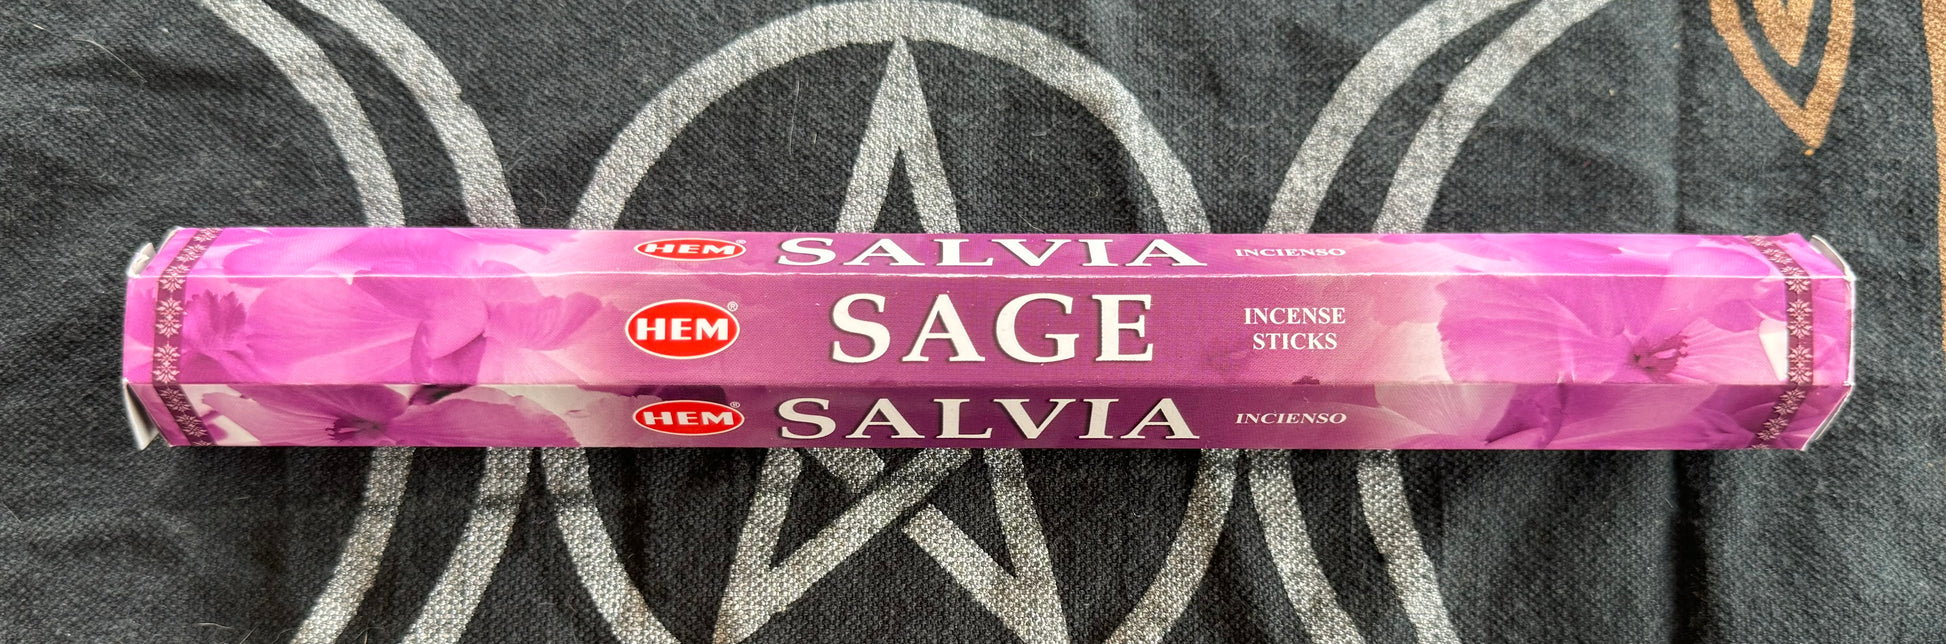 HEM® SALVIA INCIENSO
HEM® SAGE INCENSE
STICKS
HEM® SALVIA INCIENSO